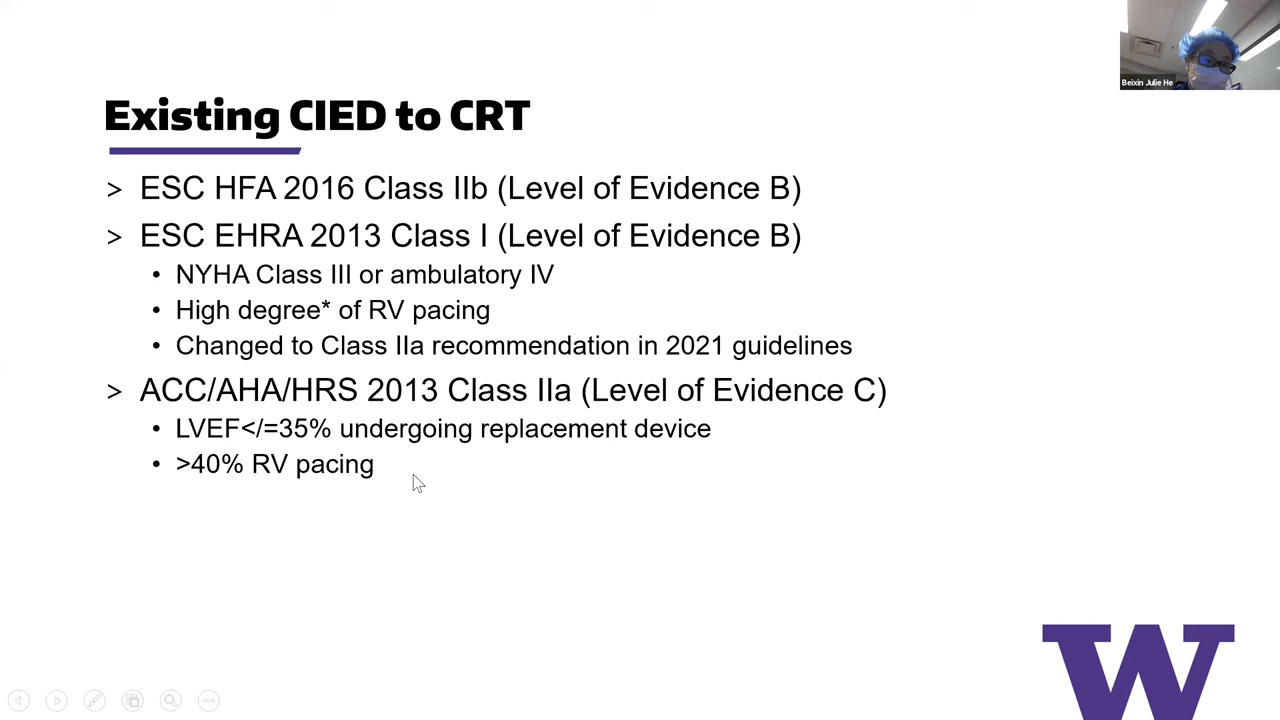 Beixin Julie He
Existing CIED to CRT
> ESC HFA 2016 Class IIb (Level of Evidence B)
> ESC EHRA 2013 Class I (Level of Evidence B)
• NYHA Class III or ambulatory IV
• High degree* of RV pacing
• Changed to Class IIa recommendation in 2021 guidelines
> ACC/AHA/HRS 2013 Class IIa (Level of Evidence C)
• LVEF</=35% undergoing replacement device
• >40% RV pacing
W